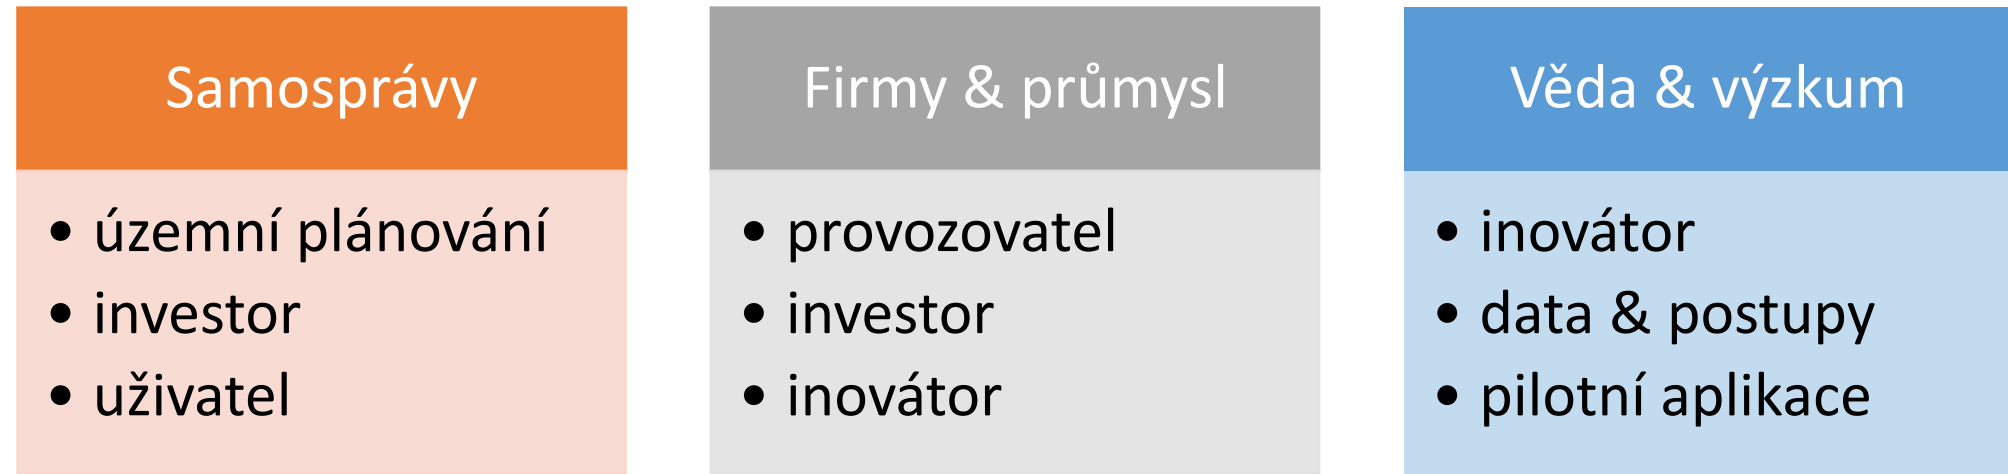 Samosprávy
• územní plánování
• investor
• uživatel
Firmy & průmysl
• provozovatel
• investor
• inovátor
Věda & výzkum
• inovátor
• data & postupy
• pilotní aplikace